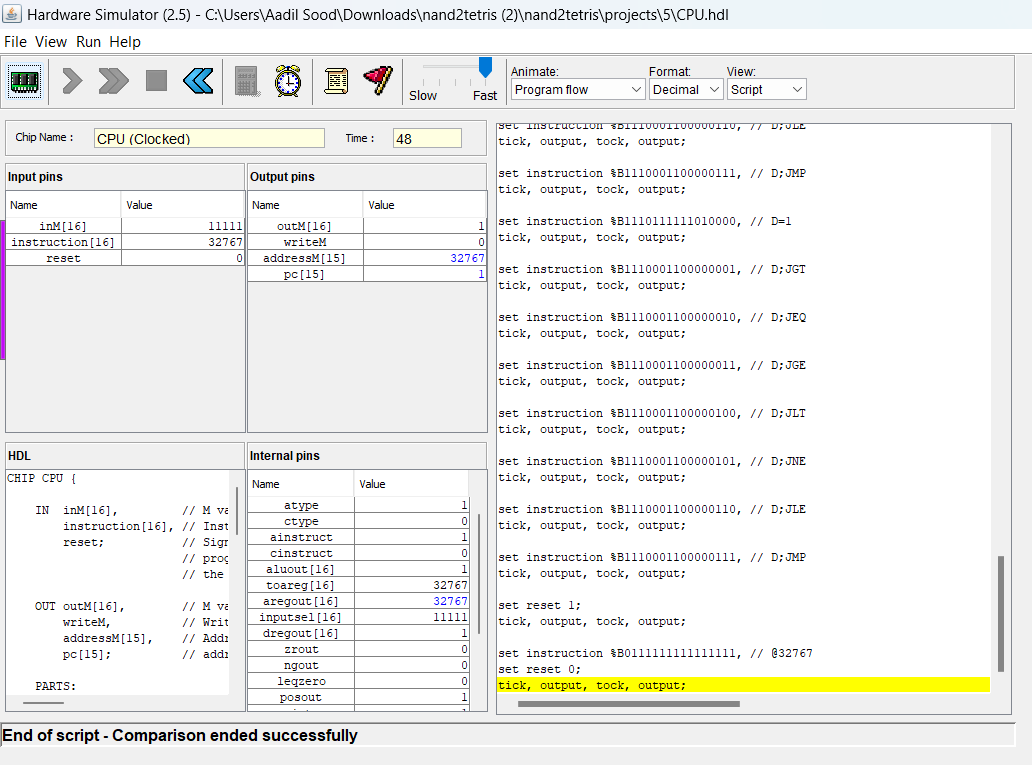 Hardware Simulator (2.5) - C:\Users\Aadil Sood\Downloads\nand2tetris (2)\nand2tetris\projects\5\CPU.hdl
File View Run Help
Animate: Format: View:
Slow Fast Program flow Decimal Script
Chip Name : CPU (Clocked) Time : 48
Input pins
Name Value
inM[16] 11111
instruction[16] 32767
reset 0
Output pins
Name Value
outM[16] 1
writeM 0
addressM[15] 32767
pc[15] 1
HDL
CHIP CPU {
IN inM[16], // M va
instruction[16], // Inst
reset; // Sign
// prog
// the
OUT outM[16], // M va
writeM, // Writ
addressM[15], // Addr
pc[15]; // addr
PARTS:
Internal pins
Name Value
atype 1
ctype 0
ainstruct 1
cinstruct 0
aluout[16] 1
toareg[16] 32767
aregout[16] 32767
inputsel[16] 11111
dregout[16] 1
zrout 0
ngout 0
leqzero 0
posout 1
set instruction %B1110001100000110, // D;JLE
tick, output, tock, output;
set instruction %B1110001100000111, // D;JMP
tick, output, tock, output;
set instruction %B1110111111010000, // D=1
tick, output, tock, output;
set instruction %B1110001100000001, // D;JGT
tick, output, tock, output;
set instruction %B1110001100000010, // D;JEQ
tick, output, tock, output;
set instruction %B1110001100000011, // D;JGE
tick, output, tock, output;
set instruction %B1110001100000100, // D;JLT
tick, output, tock, output;
set instruction %B1110001100000101, // D;JNE
tick, output, tock, output;
set instruction %B1110001100000110, // D;JLE
tick, output, tock, output;
set instruction %B1110001100000111, // D;JMP
tick, output, tock, output;
set reset 1;
tick, output, tock, output;
set instruction %B0111111111111111, // @32767
set reset 0;
tick, output, tock, output;
End of script - Comparison ended successfully